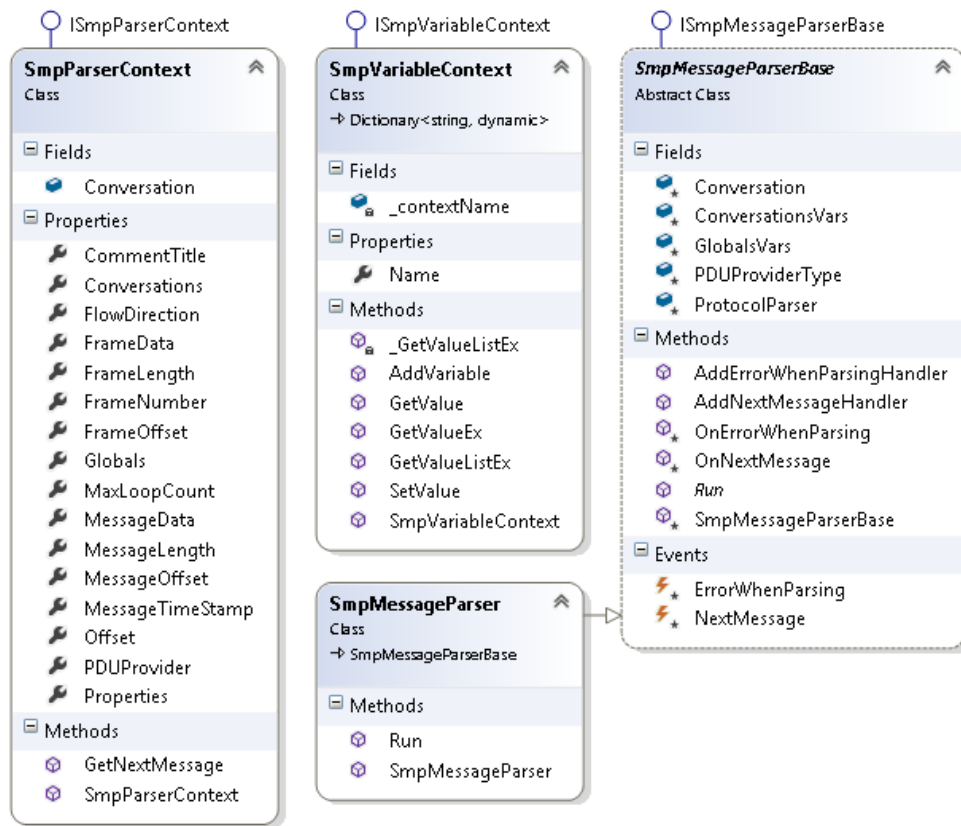 ISmpParserContext
SmpParserContext
Class
Fields
Conversation
Properties
CommentTitle
Conversations
FlowDirection
FrameData
FrameLength
FrameNumber
FrameOffset
Globals
MaxLoopCount
MessageData
MessageLength
MessageOffset
MessageTimeStamp
Offset
PDUProvider
Properties
Methods
GetNextMessage
SmpParserContext
ISmpVariableContext
SmpVariableContext
Class
Dictionary<string, dynamic>
Fields
_contextName
Properties
Name
Methods
_GetValueListEx
AddVariable
GetValue
GetValueEx
GetValueListEx
SetValue
SmpVariableContext
SmpMessageParser
Class
SmpMessageParserBase
Methods
Run
SmpMessageParser
ISmpMessageParserBase
SmpMessageParserBase
Abstract Class
Fields
Conversation
ConversationsVars
GlobalsVars
PDUProviderType
ProtocolParser
Methods
AddErrorWhenParsingHandler
AddNextMessageHandler
OnErrorWhenParsing
OnNextMessage
Run
SmpMessageParserBase
Events
ErrorWhenParsing
NextMessage